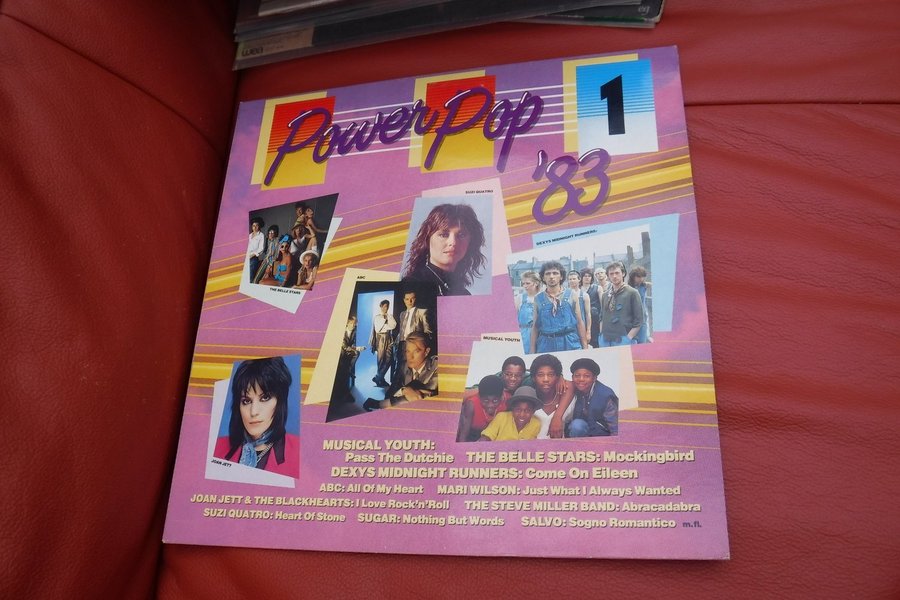 wea
Power Pop 1
'83
SUZI QUATRO
DEXYS MIDNIGHT RUNNERS
THE BELLE STARS
ABC
MUSICAL YOUTH
JOAN JETT
MUSICAL YOUTH:
Pass The Dutchie THE BELLE STARS: Mockingbird
DEXYS MIDNIGHT RUNNERS: Come On Eileen
ABC: All Of My Heart MARI WILSON: Just What I Always Wanted
JOAN JETT & THE BLACKHEARTS: I Love Rock'n'Roll THE STEVE MILLER BAND: Abracadabra
SUZI QUATRO: Heart Of Stone SUGAR: Nothing But Words SALVO: Sogno Romantico m.fl.